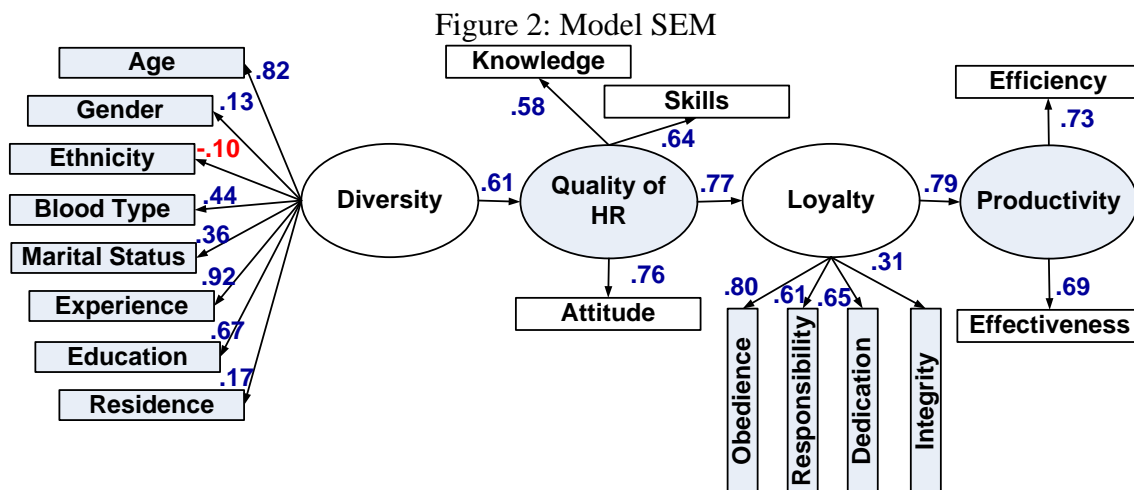 Figure 2: Model SEM
Age
.82
Gender
.13
Ethnicity
-.10
Blood Type
.44
Marital Status
.36
Experience
.92
Education
.67
Residence
.17
Diversity
.61
Knowledge
.58
Skills
.64
Quality of
HR
.76
Attitude
.77
Loyalty
.80
.61
.65
.31
Obedience
Responsibility
Dedication
Integrity
.79
Efficiency
.73
Productivity
.69
Effectiveness